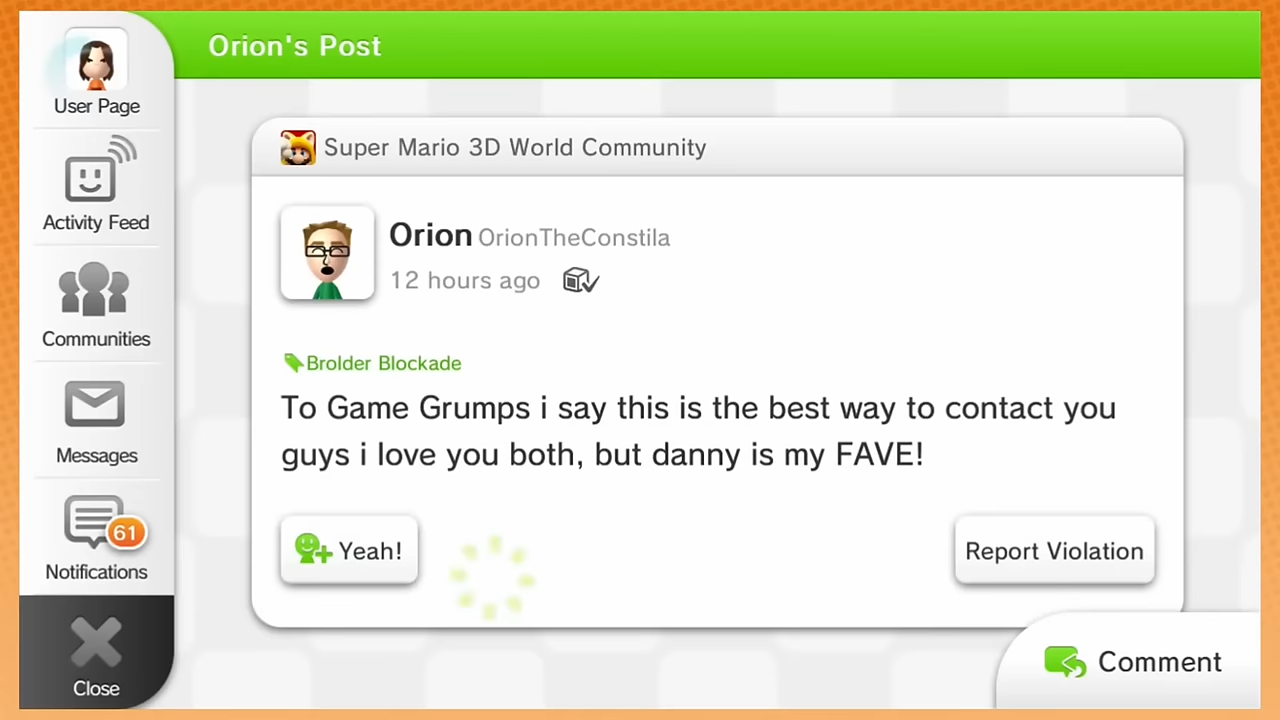 User Page
Activity Feed
Communities
Messages
61
Notifications
Close
Orion's Post
Super Mario 3D World Community
Orion OrionTheConstila
12 hours ago
Brolder Blockade
To Game Grumps i say this is the best way to contact you
guys i love you both, but danny is my FAVE!
Yeah!
Report Violation
Comment